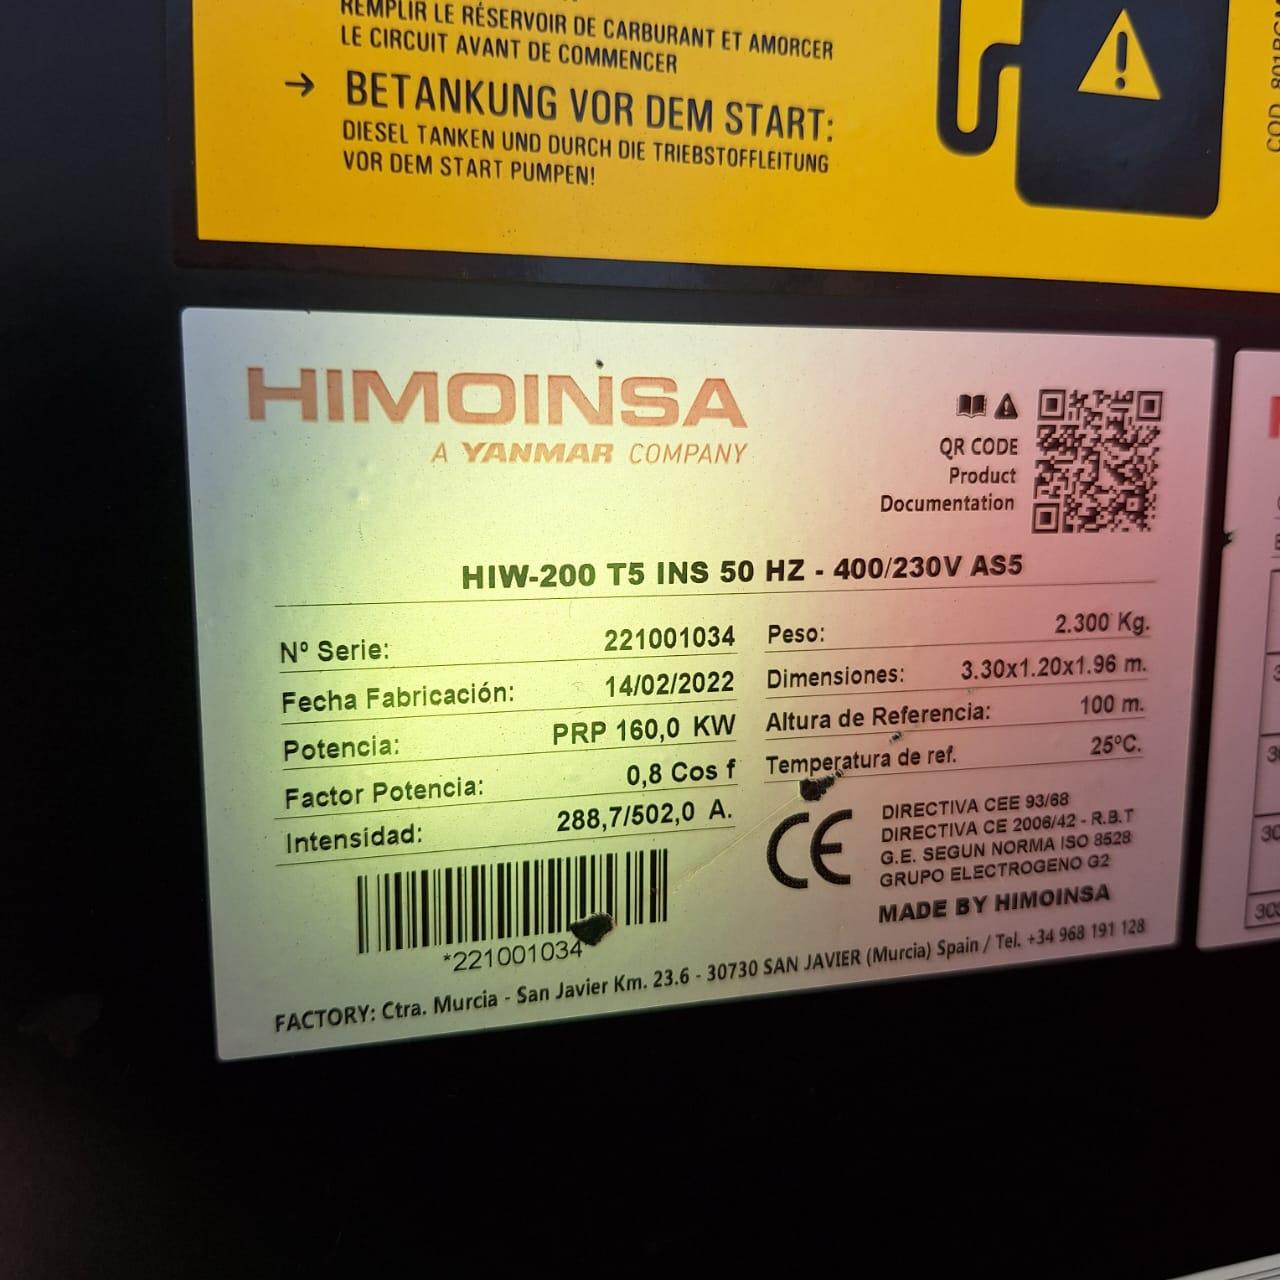 REMPLIR LE RÉSERVOIR DE CARBURANT ET AMORCER
LE CIRCUIT AVANT DE COMMENCER
→ BETANKUNG VOR DEM START:
DIESEL TANKEN UND DURCH DIE TRIEBSTOFFLEITUNG
VOR DEM START PUMPEN!
HIMOINSA
A YANMAR COMPANY
QR CODE
Product
Documentation
HIW-200 T5 INS 50 HZ - 400/230V AS5
Nº Serie: 221001034
Fecha Fabricación: 14/02/2022
Potencia: PRP 160,0 KW
Factor Potencia: 0,8 Cos f
Intensidad: 288,7/502,0 A.
Peso: 2.300 Kg.
Dimensiones: 3.30x1.20x1.96 m.
Altura de Referencia: 100 m.
Temperatura de ref. 25ºC.
*221001034
CE
DIRECTIVA CEE 93/68
DIRECTIVA CE 2006/42 - R.B.T
G.E. SEGUN NORMA ISO 8528
GRUPO ELECTROGENO G2
MADE BY HIMOINSA
FACTORY: Ctra. Murcia - San Javier Km. 23.6 - 30730 SAN JAVIER (Murcia) Spain / Tel. +34 968 191 128